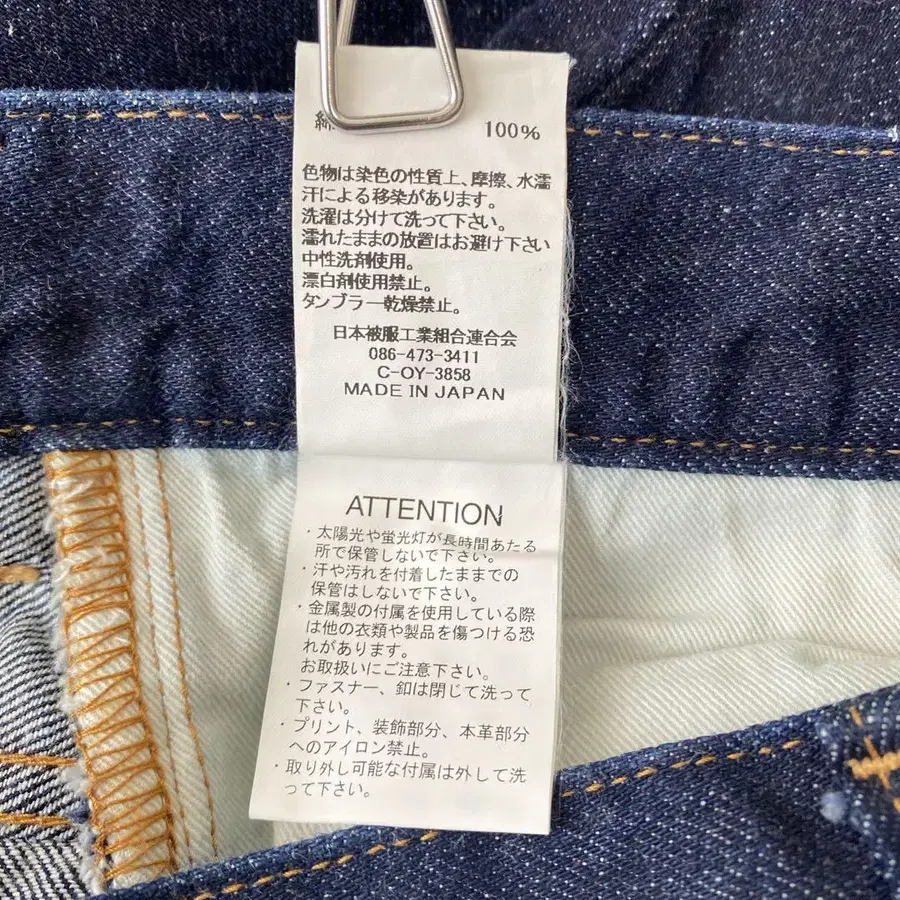 綿 100%
色物は染色の性質上、摩擦、水濡
汗による移染があります。
洗濯は分けて洗って下さい。
濡れたままの放置はお避け下さい
中性洗剤使用。
漂白剤使用禁止。
タンブラー乾燥禁止。
日本被服工業組合連合会
086-473-3411
C-OY-3858
MADE IN JAPAN
ATTENTION
・太陽光や蛍光灯が長時間あたる
所で保管しないで下さい。
・汗や汚れを付着したままでの
保管はしないで下さい。
・金属製の付属を使用している際
は他の衣類や製品を傷つける恐
れがあります。
お取扱いにご注意下さい。
・ファスナー、釦は閉じて洗って
下さい。
・プリント、装飾部分、本革部分
へのアイロン禁止。
・取り外し可能な付属は外して洗
って下さい。